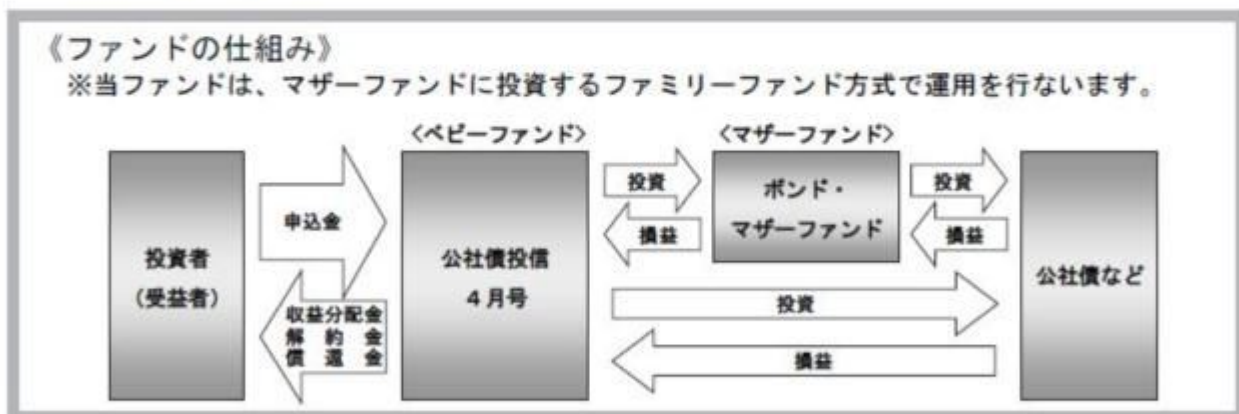 《ファンドの仕組み》
※当ファンドは、マザーファンドに投資するファミリーファンド方式で運用を行ないます。
〈ベビーファンド〉
〈マザーファンド〉
投資者
（受益者）
申込金
収益分配金
解約金
償還金
公社債投信
4月号
投資
損益
ボンド・
マザーファンド
投資
損益
投資
損益
公社債など